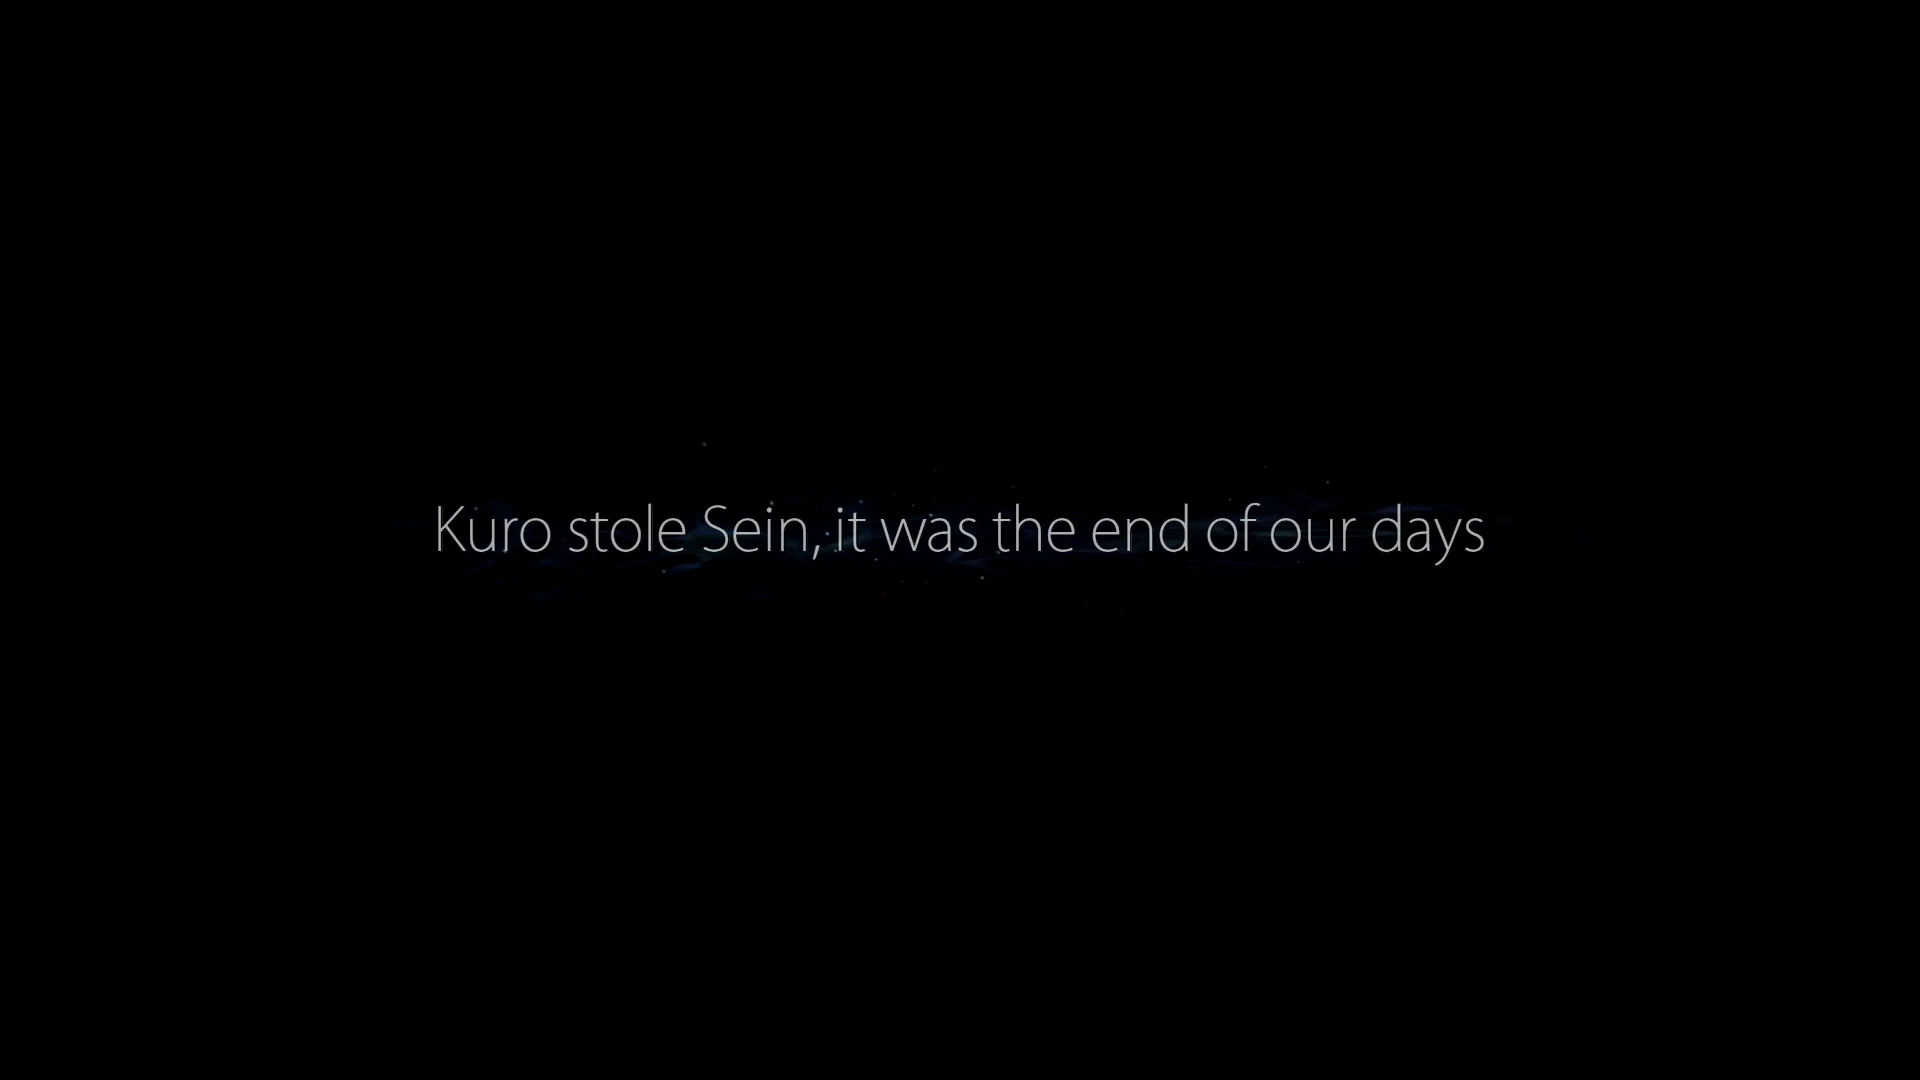 Kuro stole Sein, it was the end of our days